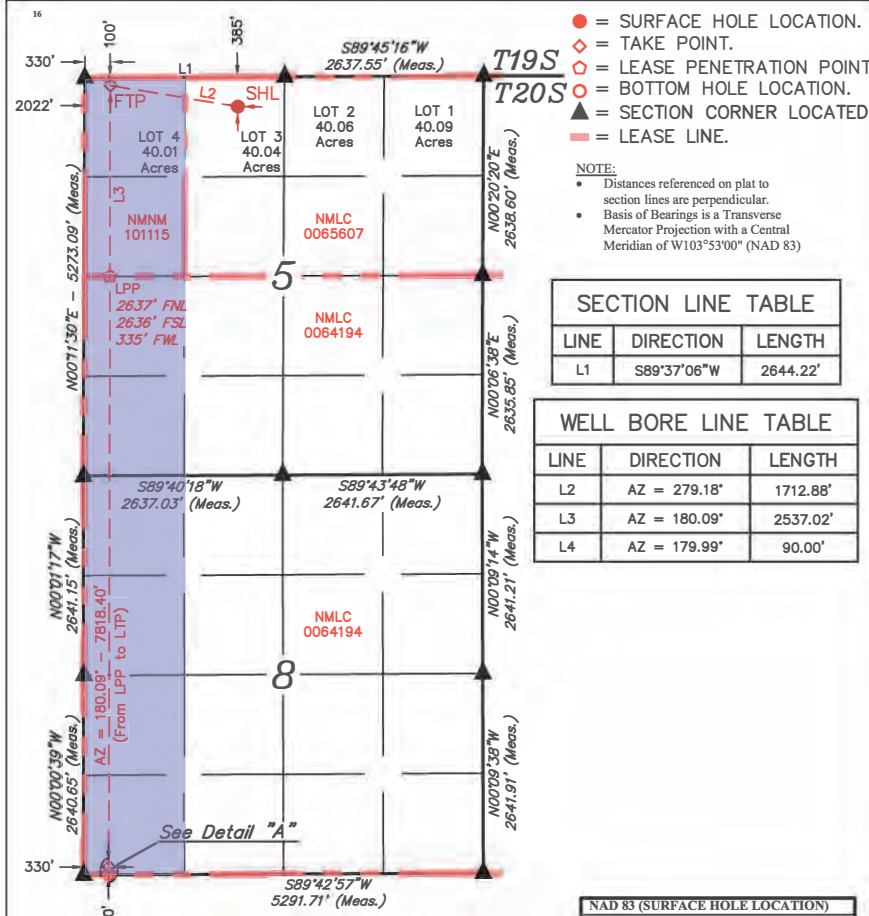 16
330'
100'
385'
L1
S89°45'16"W
2637.55' (Meas.)
T19S
T20S
2022'
FTP
L2
SHL
LOT 4
40.01
Acres
LOT 3
40.04
Acres
LOT 2
40.06
Acres
LOT 1
40.09
Acres
L3
NMNM
101115
NMLC
0065607
N00°11'30"E - 5273.09' (Meas.)
N00°20'20"E
2638.60' (Meas.)
5
LPP
2637' FNL
2636' FSL
335' FWL
NMLC
0064194
N00°06'38"E
2635.85' (Meas.)
S89°40'18"W
2637.03' (Meas.)
S89°43'48"W
2641.67' (Meas.)
N00°01'17"W
2641.15' (Meas.)
AZ = 180.09° - 7818.40'
(From LPP to LTP)
NMLC
0064194
N00°09'14"W
2641.21' (Meas.)
8
N00°00'39"W
2640.65' (Meas.)
N00°09'38"W
2641.91' (Meas.)
See Detail "A"
330'
S89°42'57"W
5291.71' (Meas.)
= SURFACE HOLE LOCATION.
= TAKE POINT.
= LEASE PENETRATION POINT
= BOTTOM HOLE LOCATION.
= SECTION CORNER LOCATED
= LEASE LINE.
NOTE:
• Distances referenced on plat to
section lines are perpendicular.
• Basis of Bearings is a Transverse
Mercator Projection with a Central
Meridian of W103°53'00" (NAD 83)
SECTION LINE TABLE
LINE DIRECTION LENGTH
L1 S89°37'06"W 2644.22'
WELL BORE LINE TABLE
LINE DIRECTION LENGTH
L2 AZ = 279.18° 1712.88'
L3 AZ = 180.09° 2537.02'
L4 AZ = 179.99° 90.00'
NAD 83 (SURFACE HOLE LOCATION)